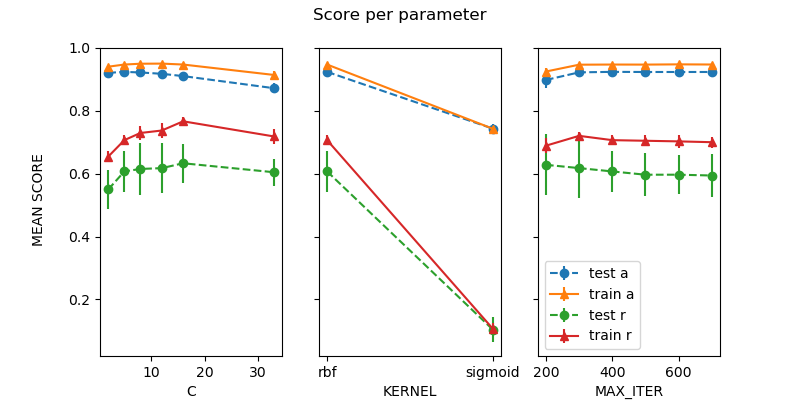 Score per parameter
MEAN SCORE
1.0
0.8
0.6
0.4
0.2
10 20 30
C
rbf sigmoid
KERNEL
200 400 600
MAX_ITER
test a
train a
test r
train r